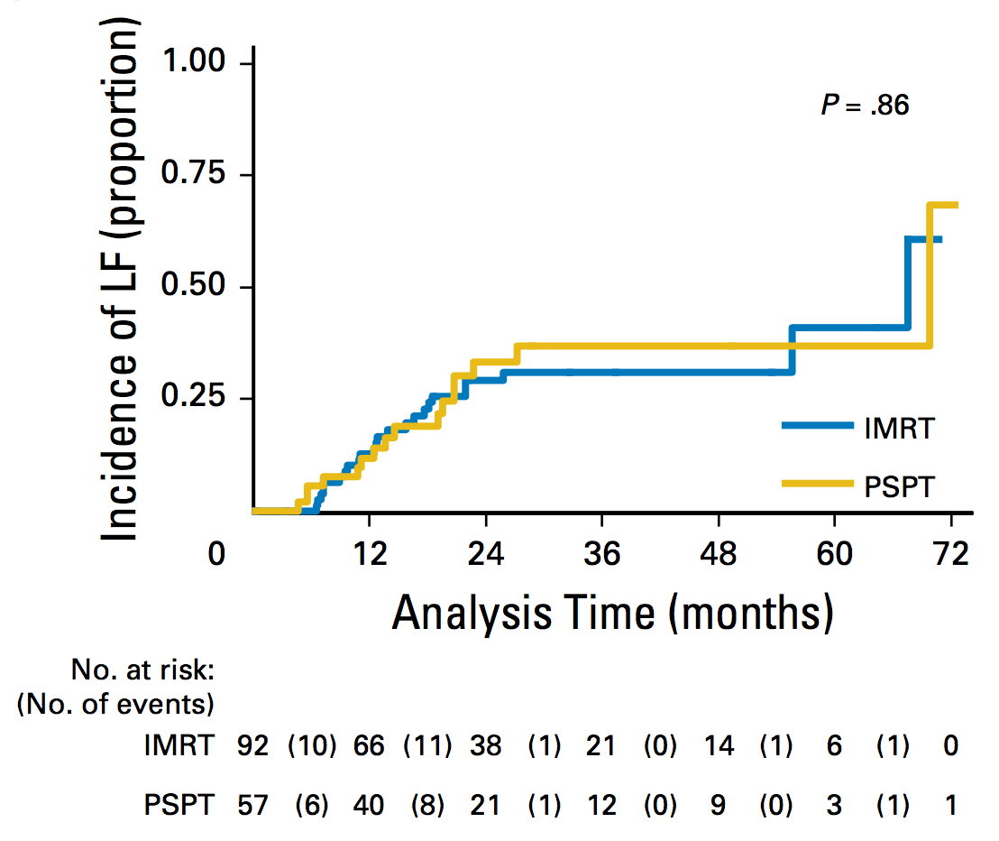 Incidence of LF (proportion)
1.00
0.75
0.50
0.25
P = .86
IMRT
PSPT
0 12 24 36 48 60 72
Analysis Time (months)
No. at risk:
(No. of events)
IMRT 92 (10) 66 (11) 38 (1) 21 (0) 14 (1) 6 (1) 0
PSPT 57 (6) 40 (8) 21 (1) 12 (0) 9 (0) 3 (1) 1